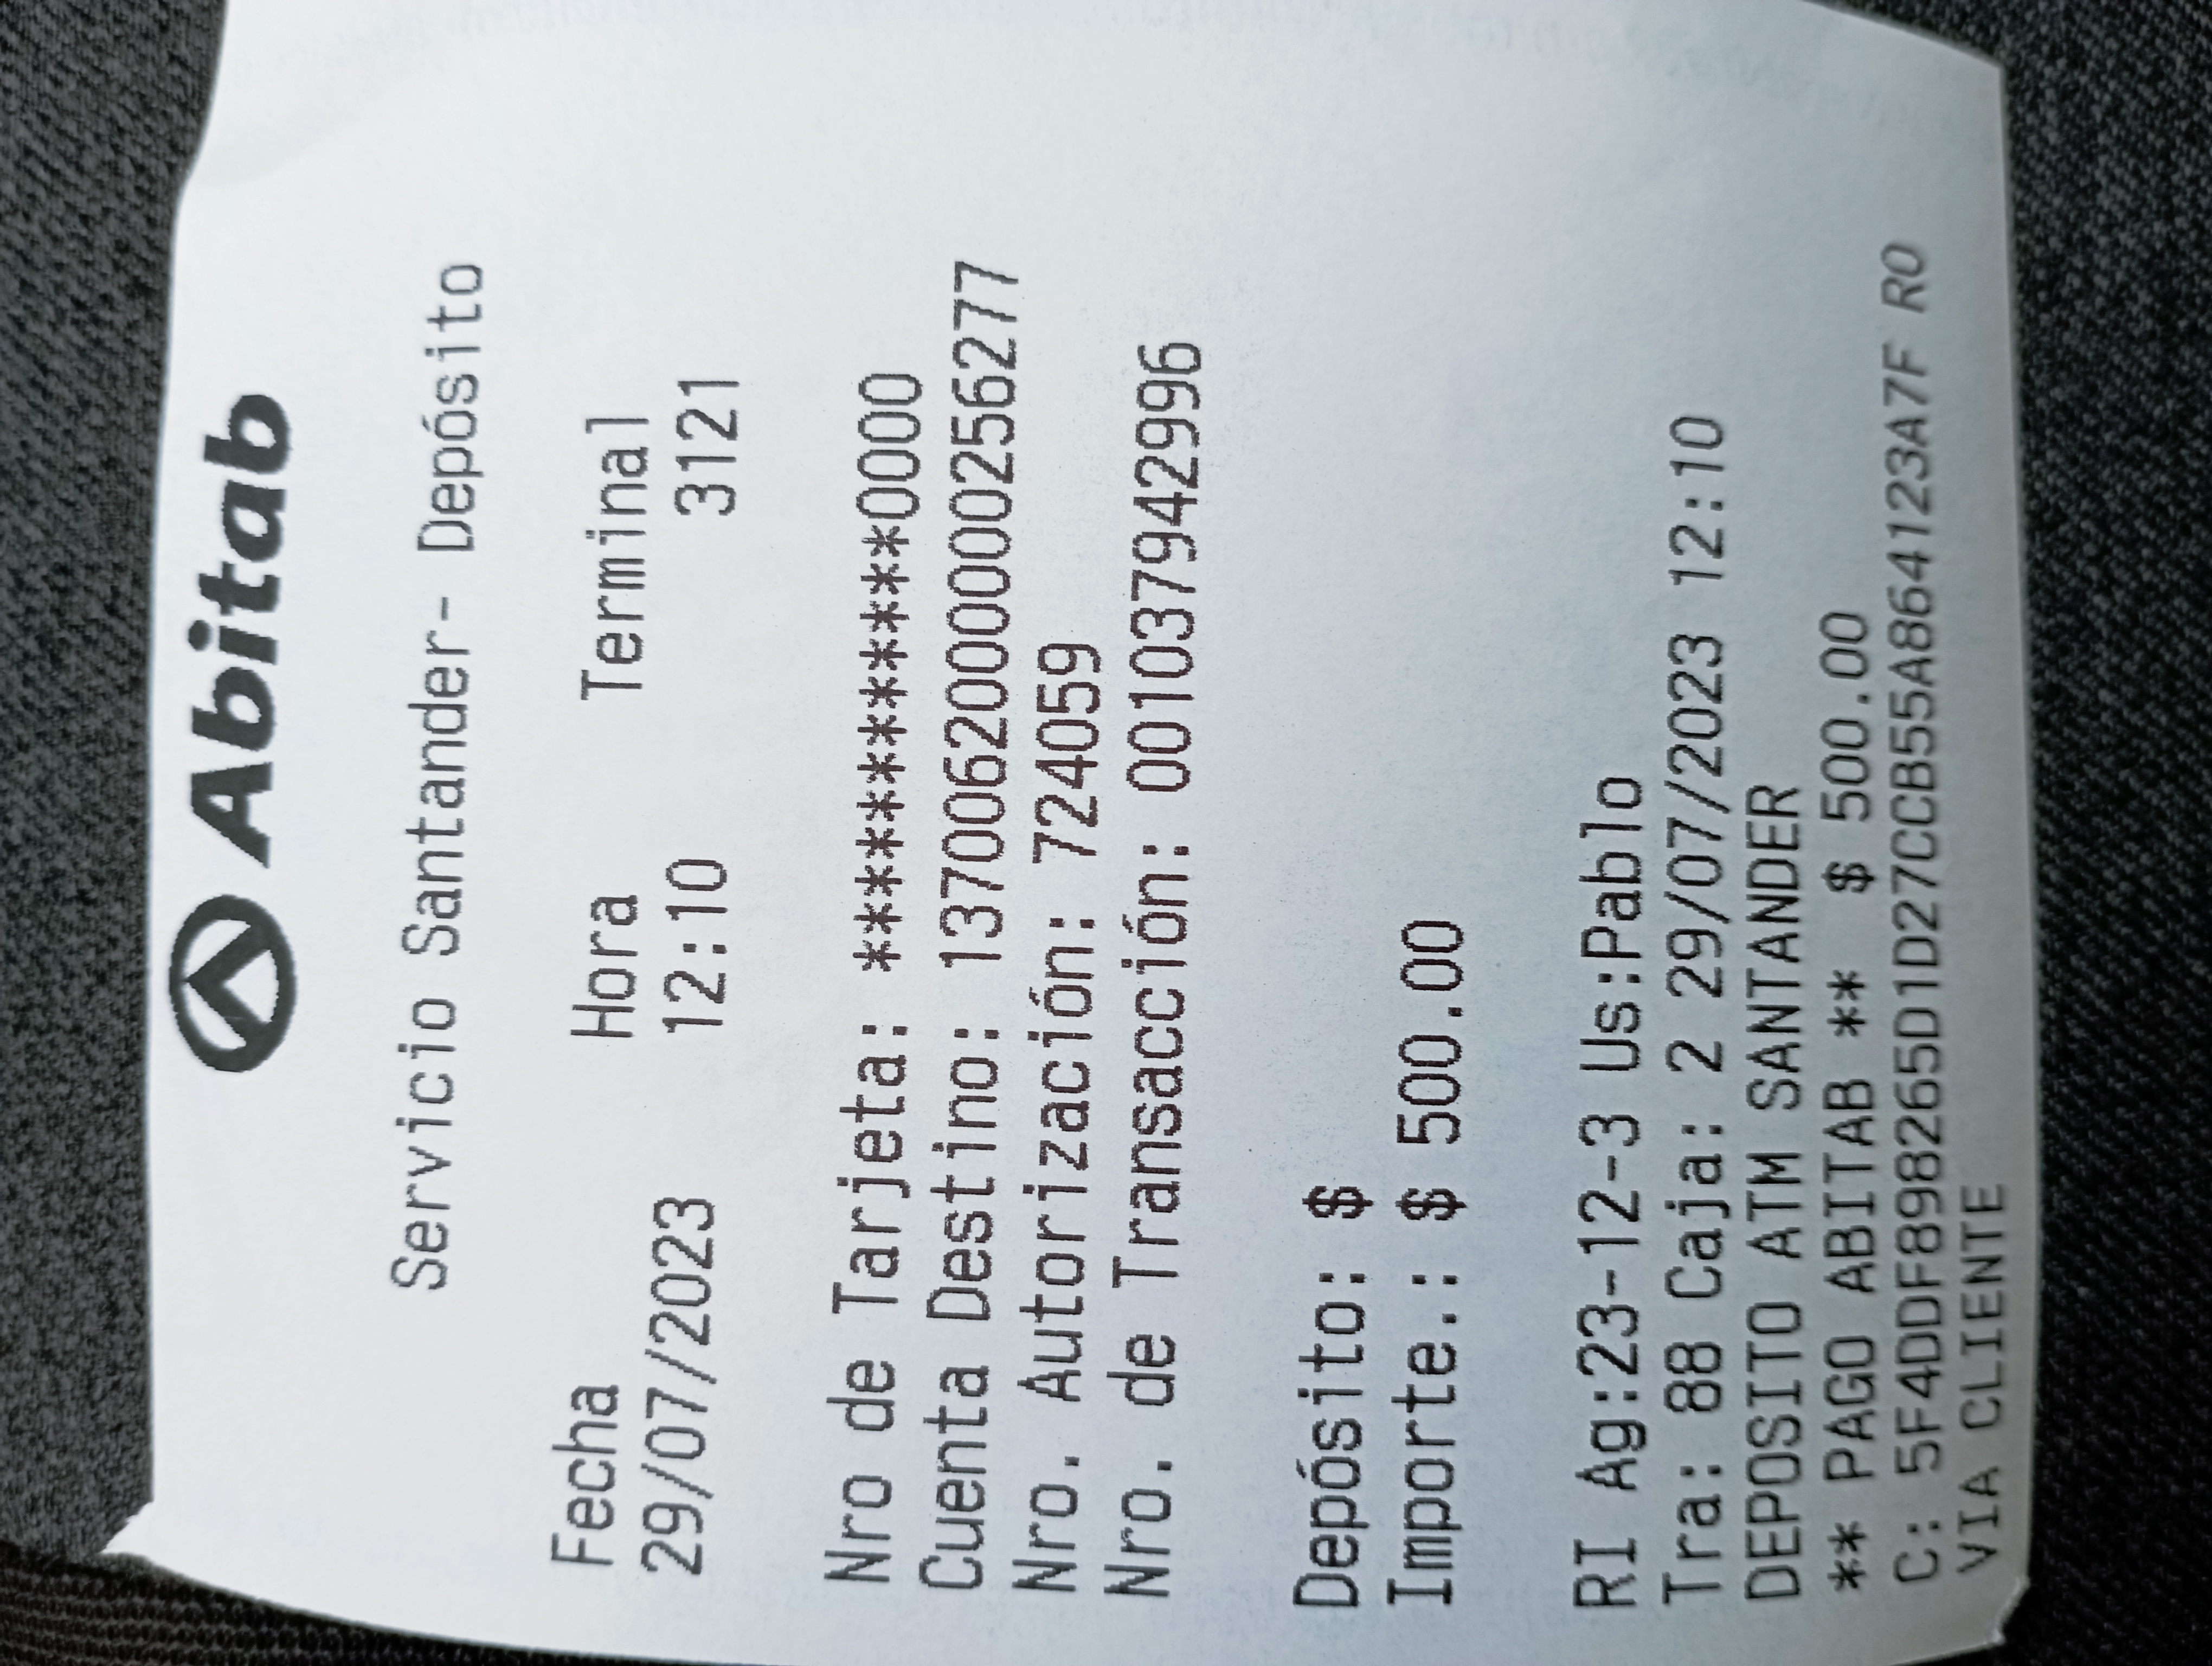 Abitab
Servicio Santander- Depósito
Fecha Hora Terminal
29/07/2023 12:10 3121
Nro de Tarjeta: ************0000
Cuenta Destino: 1370062000000256277
Nro. Autorización: 724059
Nro. de Transacción: 001037942996
Depósito: $
Importe.: $ 500.00
RI Ag:23-12-3 Us:Pablo
Tra: 88 Caja: 2 29/07/2023 12:10
DEPOSITO ATM SANTANDER
** PAGO ABITAB ** $ 500.00
C: 5F4DDF898265D1D27CCB55A864123A7F RO
VIA CLIENTE